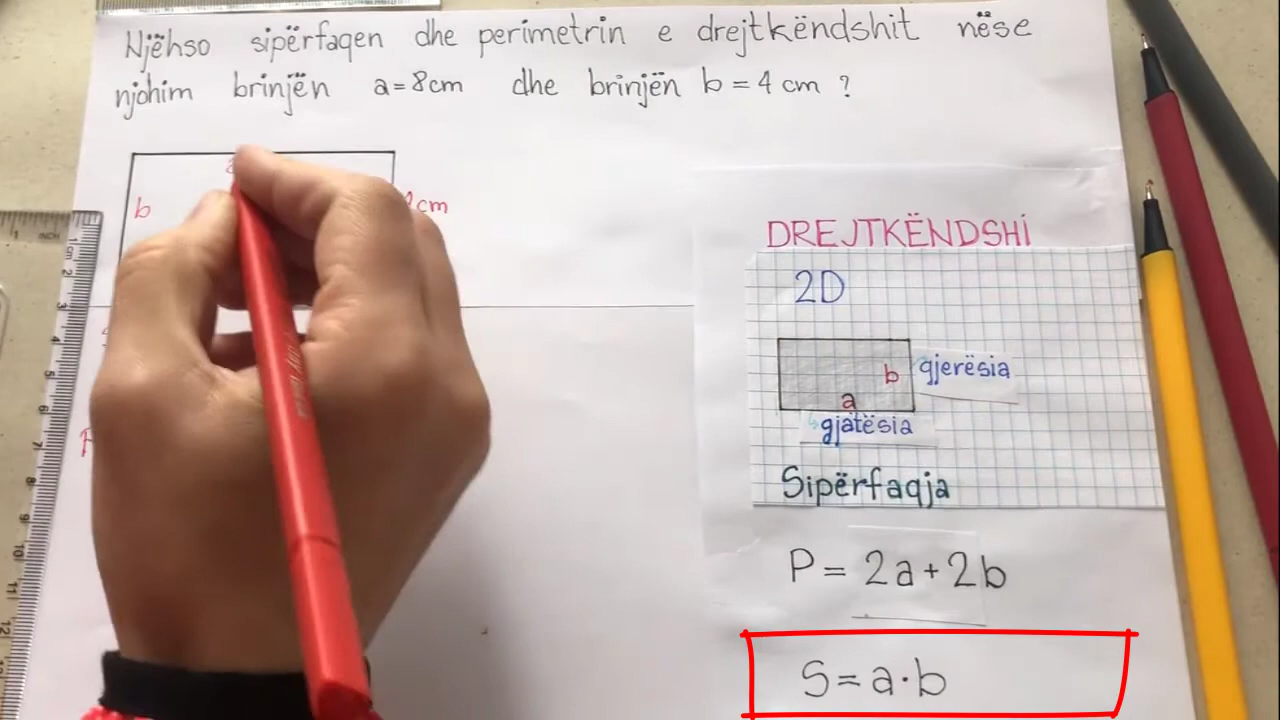 Njëhso sipërfaqen dhe perimetrin e drejtkëndshit nëse
njohim brinjën a=8cm dhe brinjën b = 4 cm ?
a
b
cm
DREJTKËNDSHI
2D
b gjerësia
a
gjatësia
Sipërfaqja
P = 2a+2b
S=a·b